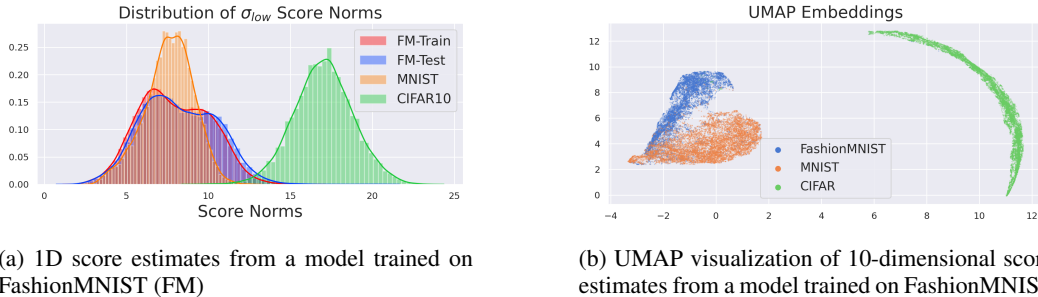 Distribution of σlow Score Norms
0.25
0.20
0.15
0.10
0.05
0.00
0
5
10
15
20
25
Score Norms
FM-Train
FM-Test
MNIST
CIFAR10
UMAP Embeddings
12
10
8
6
4
2
0
−4
−2
0
2
4
6
8
10
12
FashionMNIST
MNIST
CIFAR
(a) 1D score estimates from a model trained on
FashionMNIST (FM)
(b) UMAP visualization of 10-dimensional scor
estimates from a model trained on FashionMNIS